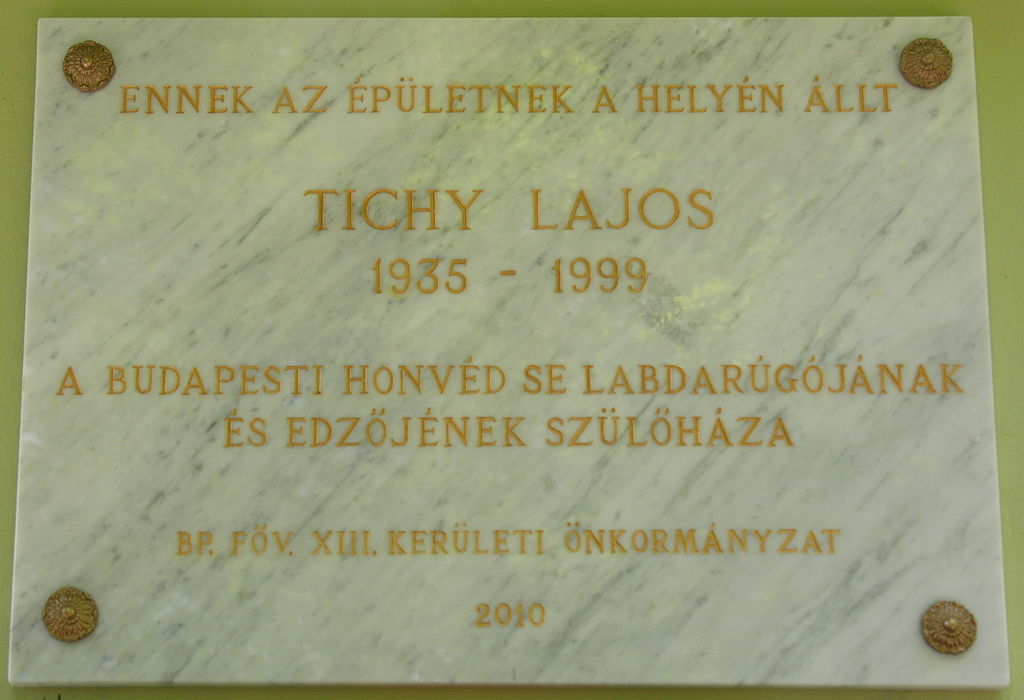 ENNEK AZ ÉPÜLETNEK A HELYÉN ÁLLT
TICHY LAJOS
1935 - 1999
A BUDAPESTI HONVÉD SE LABDARÚGÓJÁNAK
ÉS EDZŐJÉNEK SZÜLŐHÁZA
BP. FŐV. XIII. KERÜLETI ÖNKORMÁNYZAT
2010